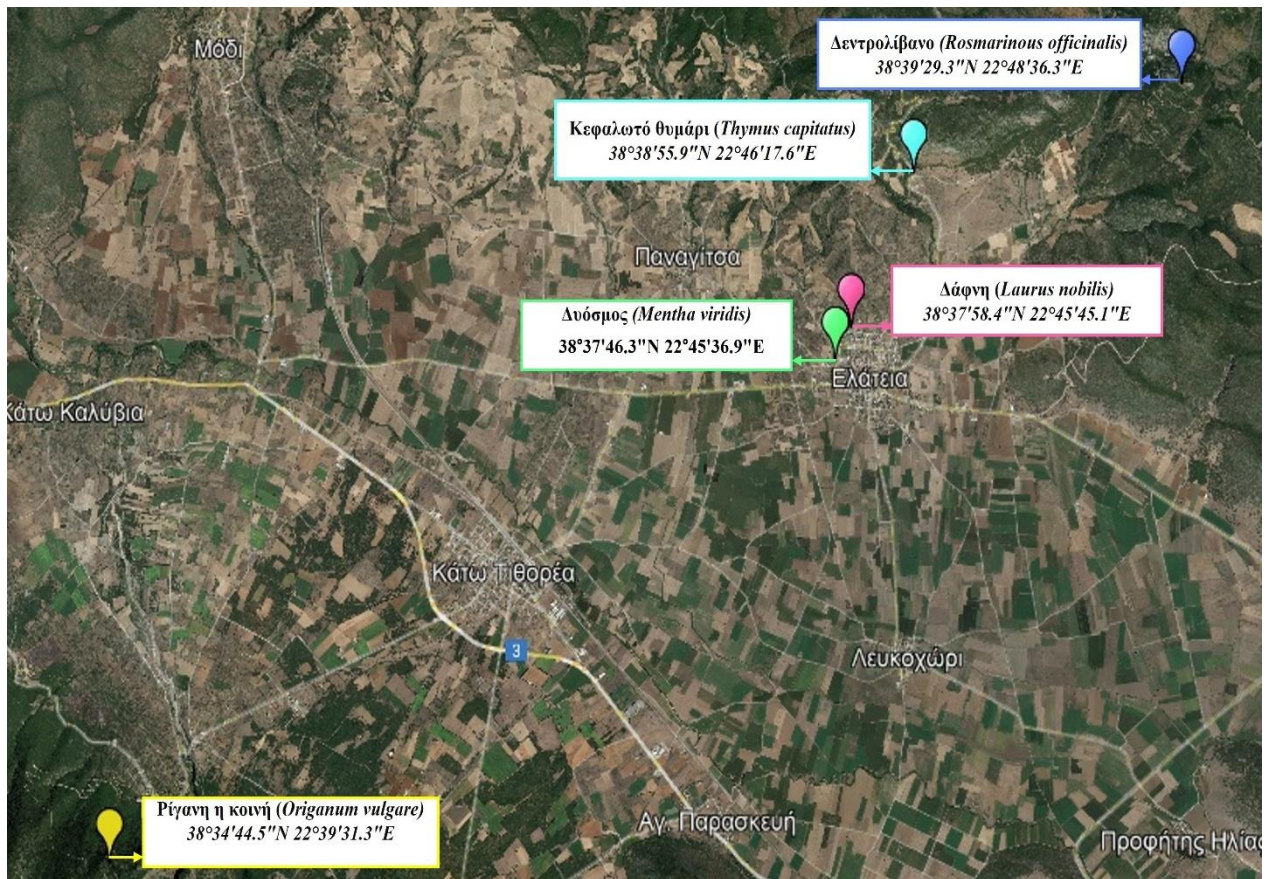 Μόδι
Δεντρολίβανο (Rosmarinous officinalis)
38°39'29.3"N 22°48'36.3"E
Κεφαλωτό θυμάρι (Thymus capitatus)
38°38'55.9"N 22°46'17.6"E
Παναγίτσα
Δάφνη (Laurus nobilis)
38°37'58.4"N 22°45'45.1"E
Δυόσμος (Mentha viridis)
38°37'46.3"N 22°45'36.9"E
Ελάτεια
Κάτω Καλύβια
Κάτω Τιθορέα
3
Λευκοχώρι
Ρίγανη η κοινή (Origanum vulgare)
38°34'44.5"N 22°39'31.3"E
Αγ. Παρασκευή
Προφήτης Ηλίας